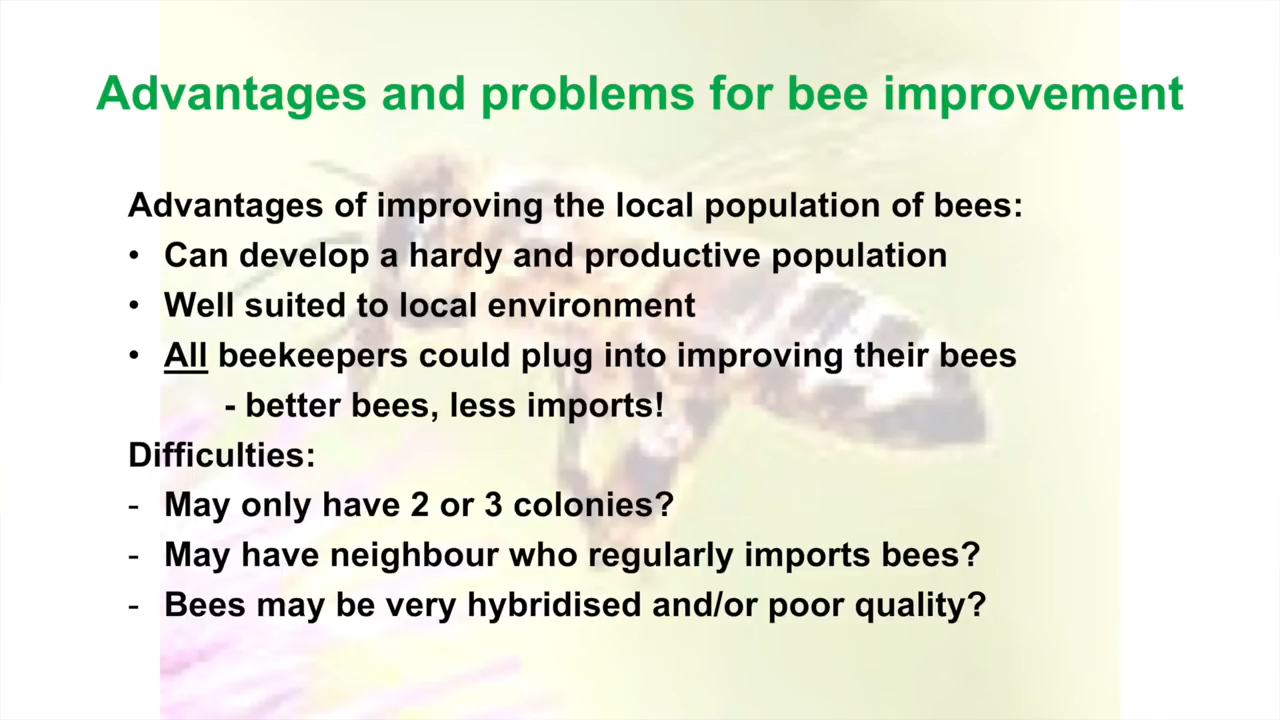 Advantages and problems for bee improvement
Advantages of improving the local population of bees:
• Can develop a hardy and productive population
• Well suited to local environment
• All beekeepers could plug into improving their bees
- better bees, less imports!
Difficulties:
- May only have 2 or 3 colonies?
- May have neighbour who regularly imports bees?
- Bees may be very hybridised and/or poor quality?